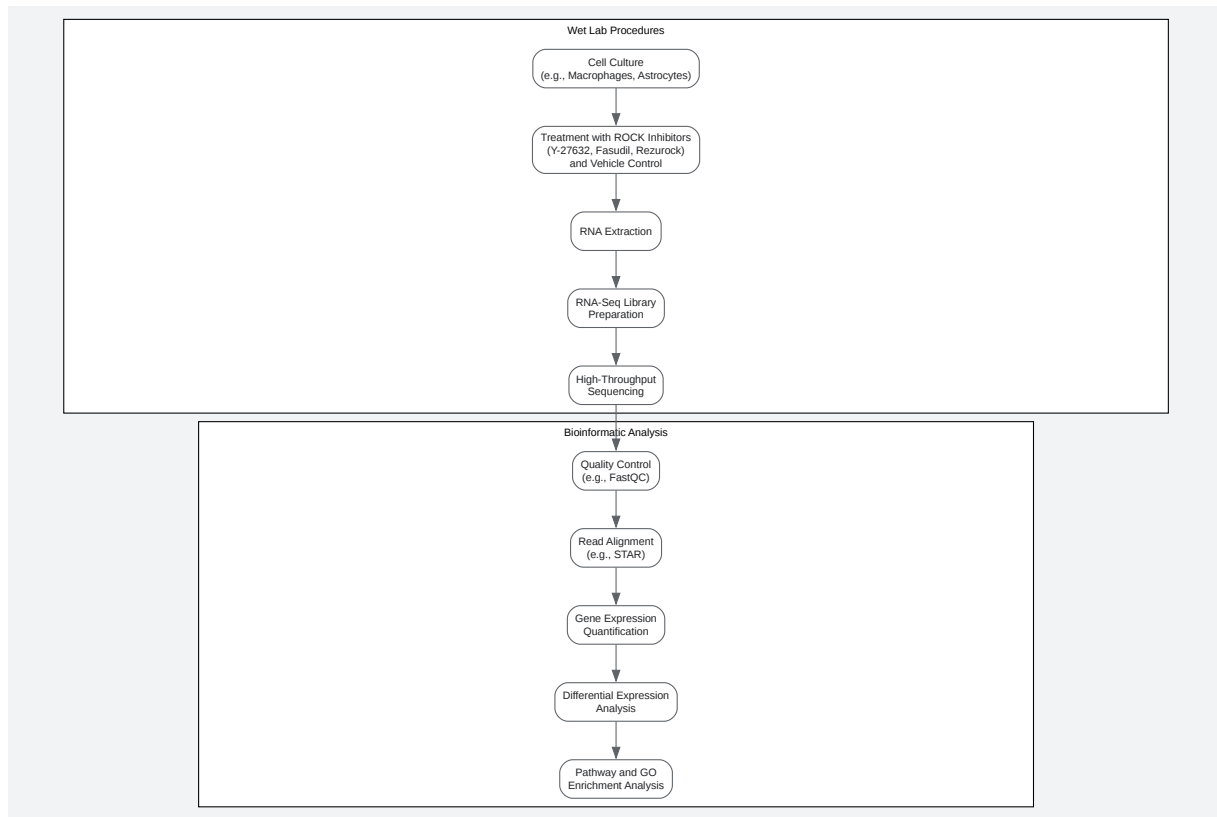 Wet Lab Procedures
Cell Culture
(e.g., Macrophages, Astrocytes)
Treatment with ROCK Inhibitors
(Y-27632, Fasudil, Rezurock)
and Vehicle Control
RNA Extraction
RNA-Seq Library
Preparation
High-Throughput
Sequencing
Bioinformatic Analysis
Quality Control
(e.g., FastQC)
Read Alignment
(e.g., STAR)
Gene Expression
Quantification
Differential Expression
Analysis
Pathway and GO
Enrichment Analysis